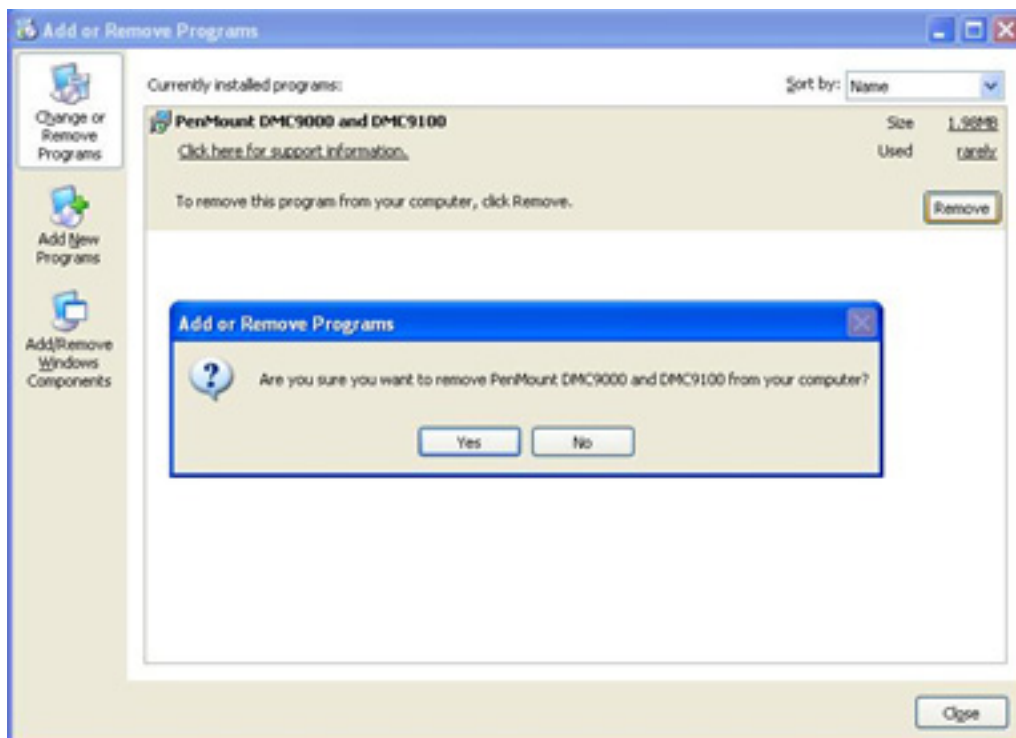 Add or Remove Programs
Change or
Remove
Programs
Add New
Programs
Add/Remove
Windows
Components
Currently installed programs:
Sort by: Name
PenMount DMC9000 and DMC9100
Size 1.98MB
Click here for support information.
Used rarely
To remove this program from your computer, click Remove.
Remove
Add or Remove Programs
?
Are you sure you want to remove PenMount DMC9000 and DMC9100 from your computer?
Yes No
Close